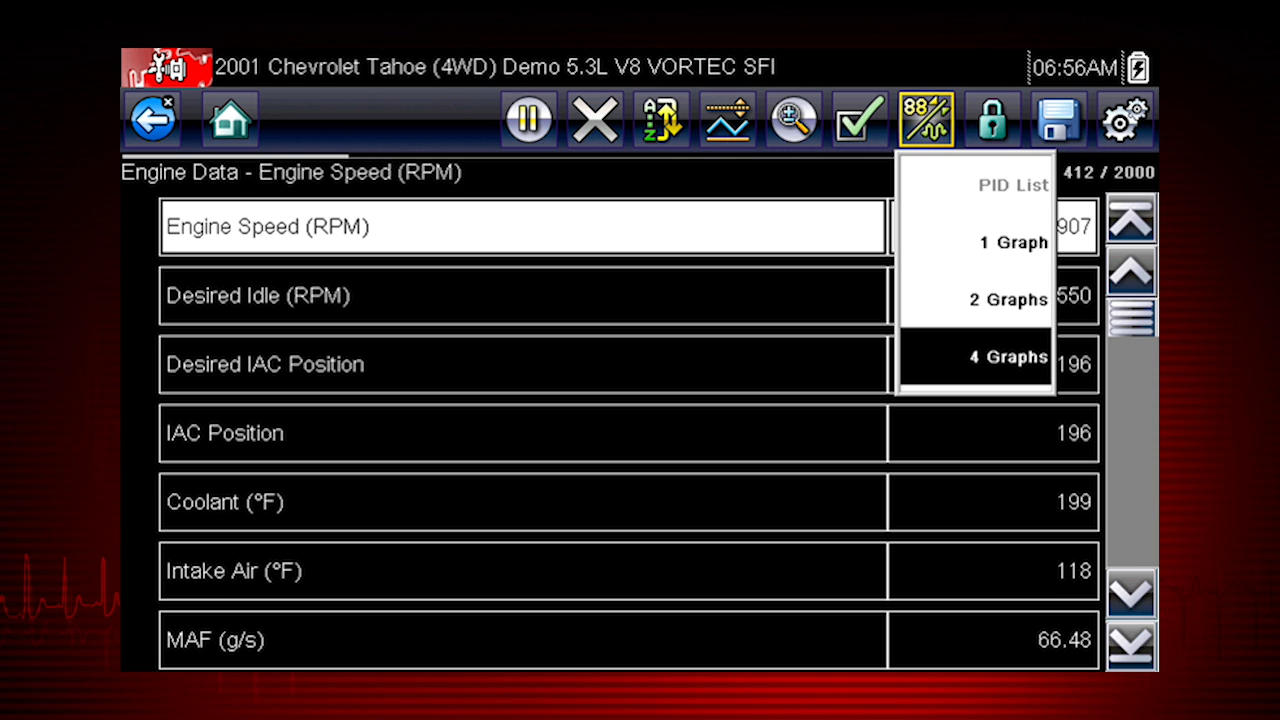 2001 Chevrolet Tahoe (4WD) Demo 5.3L V8 VORTEC SFI 06:56AM
A Z 88
Engine Data - Engine Speed (RPM) 412 / 2000
PID List
1 Graph
2 Graphs
4 Graphs
Engine Speed (RPM) 907
Desired Idle (RPM) 550
Desired IAC Position 196
IAC Position 196
Coolant (°F) 199
Intake Air (°F) 118
MAF (g/s) 66.48